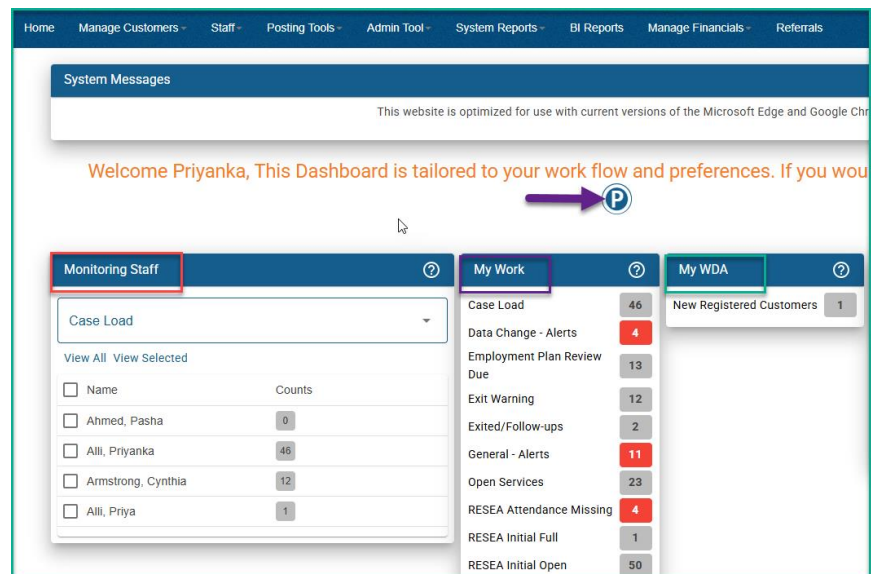 Home Manage Customers Staff Posting Tools Admin Tool System Reports BI Reports Manage Financials Referrals
System Messages
This website is optimized for use with current versions of the Microsoft Edge and Google Chr
Welcome Priyanka, This Dashboard is tailored to your work flow and preferences. If you wou
P
Monitoring Staff ?
Case Load
View All View Selected
Name Counts
Ahmed, Pasha 0
Alli, Priyanka 46
Armstrong, Cynthia 12
Alli, Priya 1
My Work ?
Case Load 46
Data Change - Alerts 4
Employment Plan Review
Due 13
Exit Warning 12
Exited/Follow-ups 2
General - Alerts 11
Open Services 23
RESEA Attendance Missing 4
RESEA Initial Full 1
RESEA Initial Open 50
My WDA ?
New Registered Customers 1